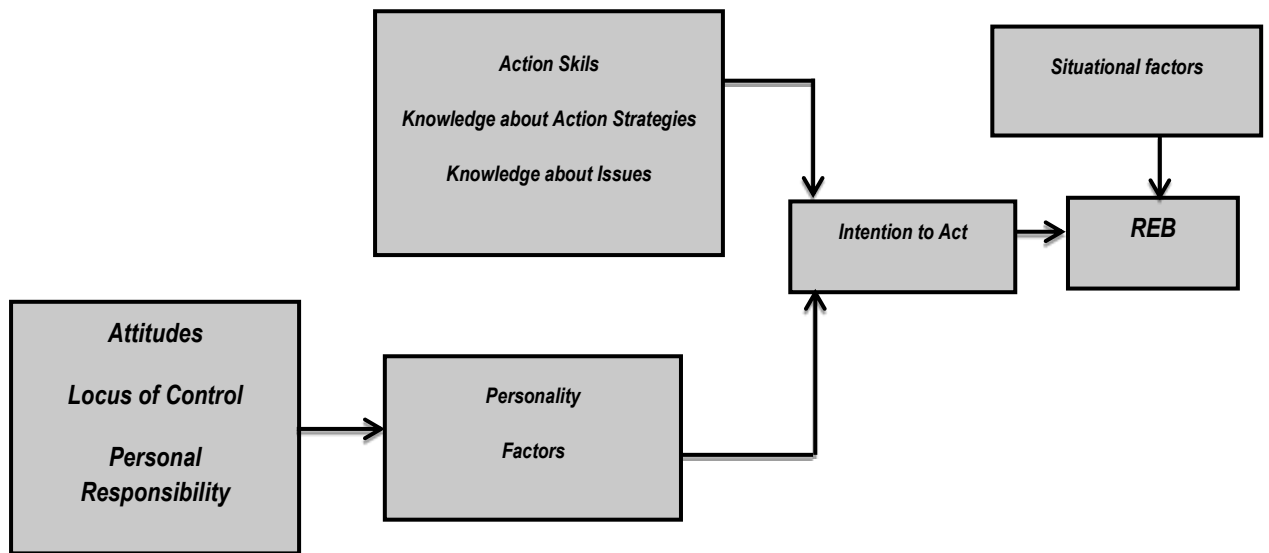 Action Skils
Knowledge about Action Strategies
Knowledge about Issues
Situational factors
Intention to Act
REB
Attitudes
Locus of Control
Personal
Responsibility
Personality
Factors